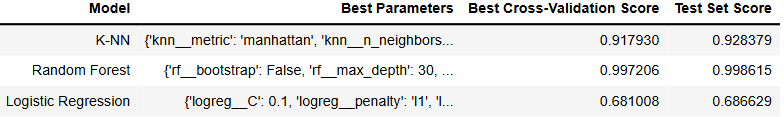 Model Best Parameters Best Cross-Validation Score Test Set Score
K-NN {'knn__metric': 'manhattan', 'knn__n_neighbors... 0.917930 0.928379
Random Forest {'rf__bootstrap': False, 'rf__max_depth': 30, ... 0.997206 0.998615
Logistic Regression {'logreg__C': 0.1, 'logreg__penalty': 'l1', 'l... 0.681008 0.686629